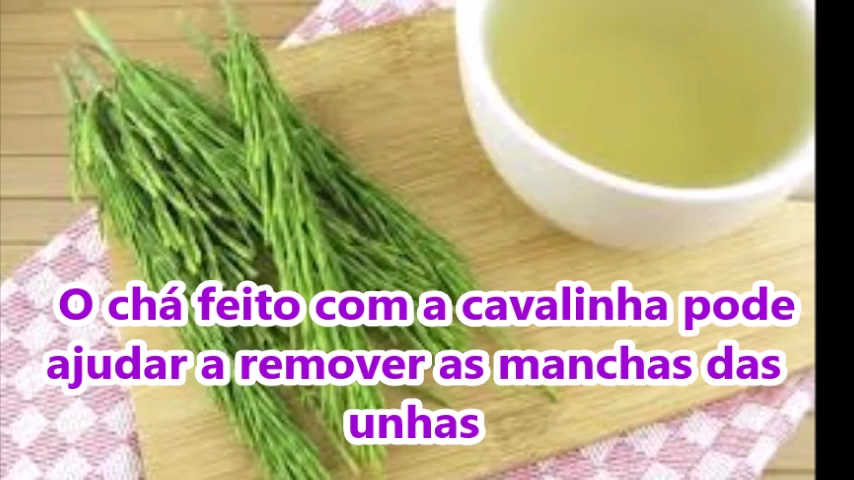 O chá feito com a cavalinha pode
ajudar a remover as manchas das
unhas